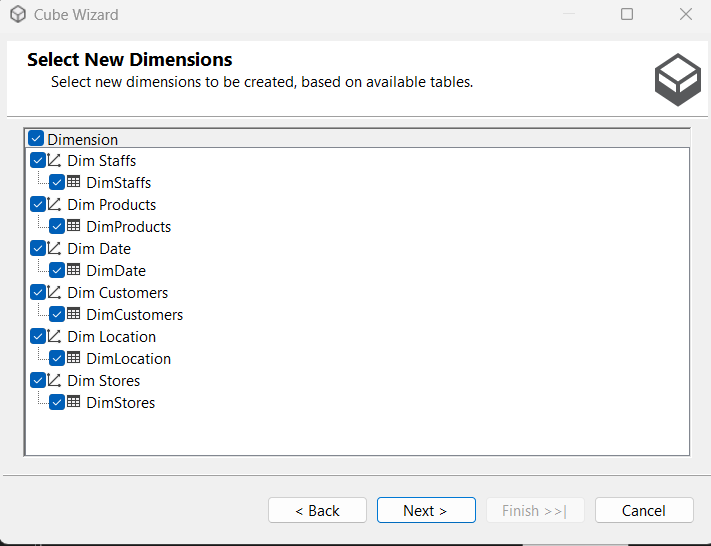 Cube Wizard
Select New Dimensions
Select new dimensions to be created, based on available tables.
Dimension
Dim Staffs
DimStaffs
Dim Products
DimProducts
Dim Date
DimDate
Dim Customers
DimCustomers
Dim Location
DimLocation
Dim Stores
DimStores
< Back Next > Finish >>| Cancel